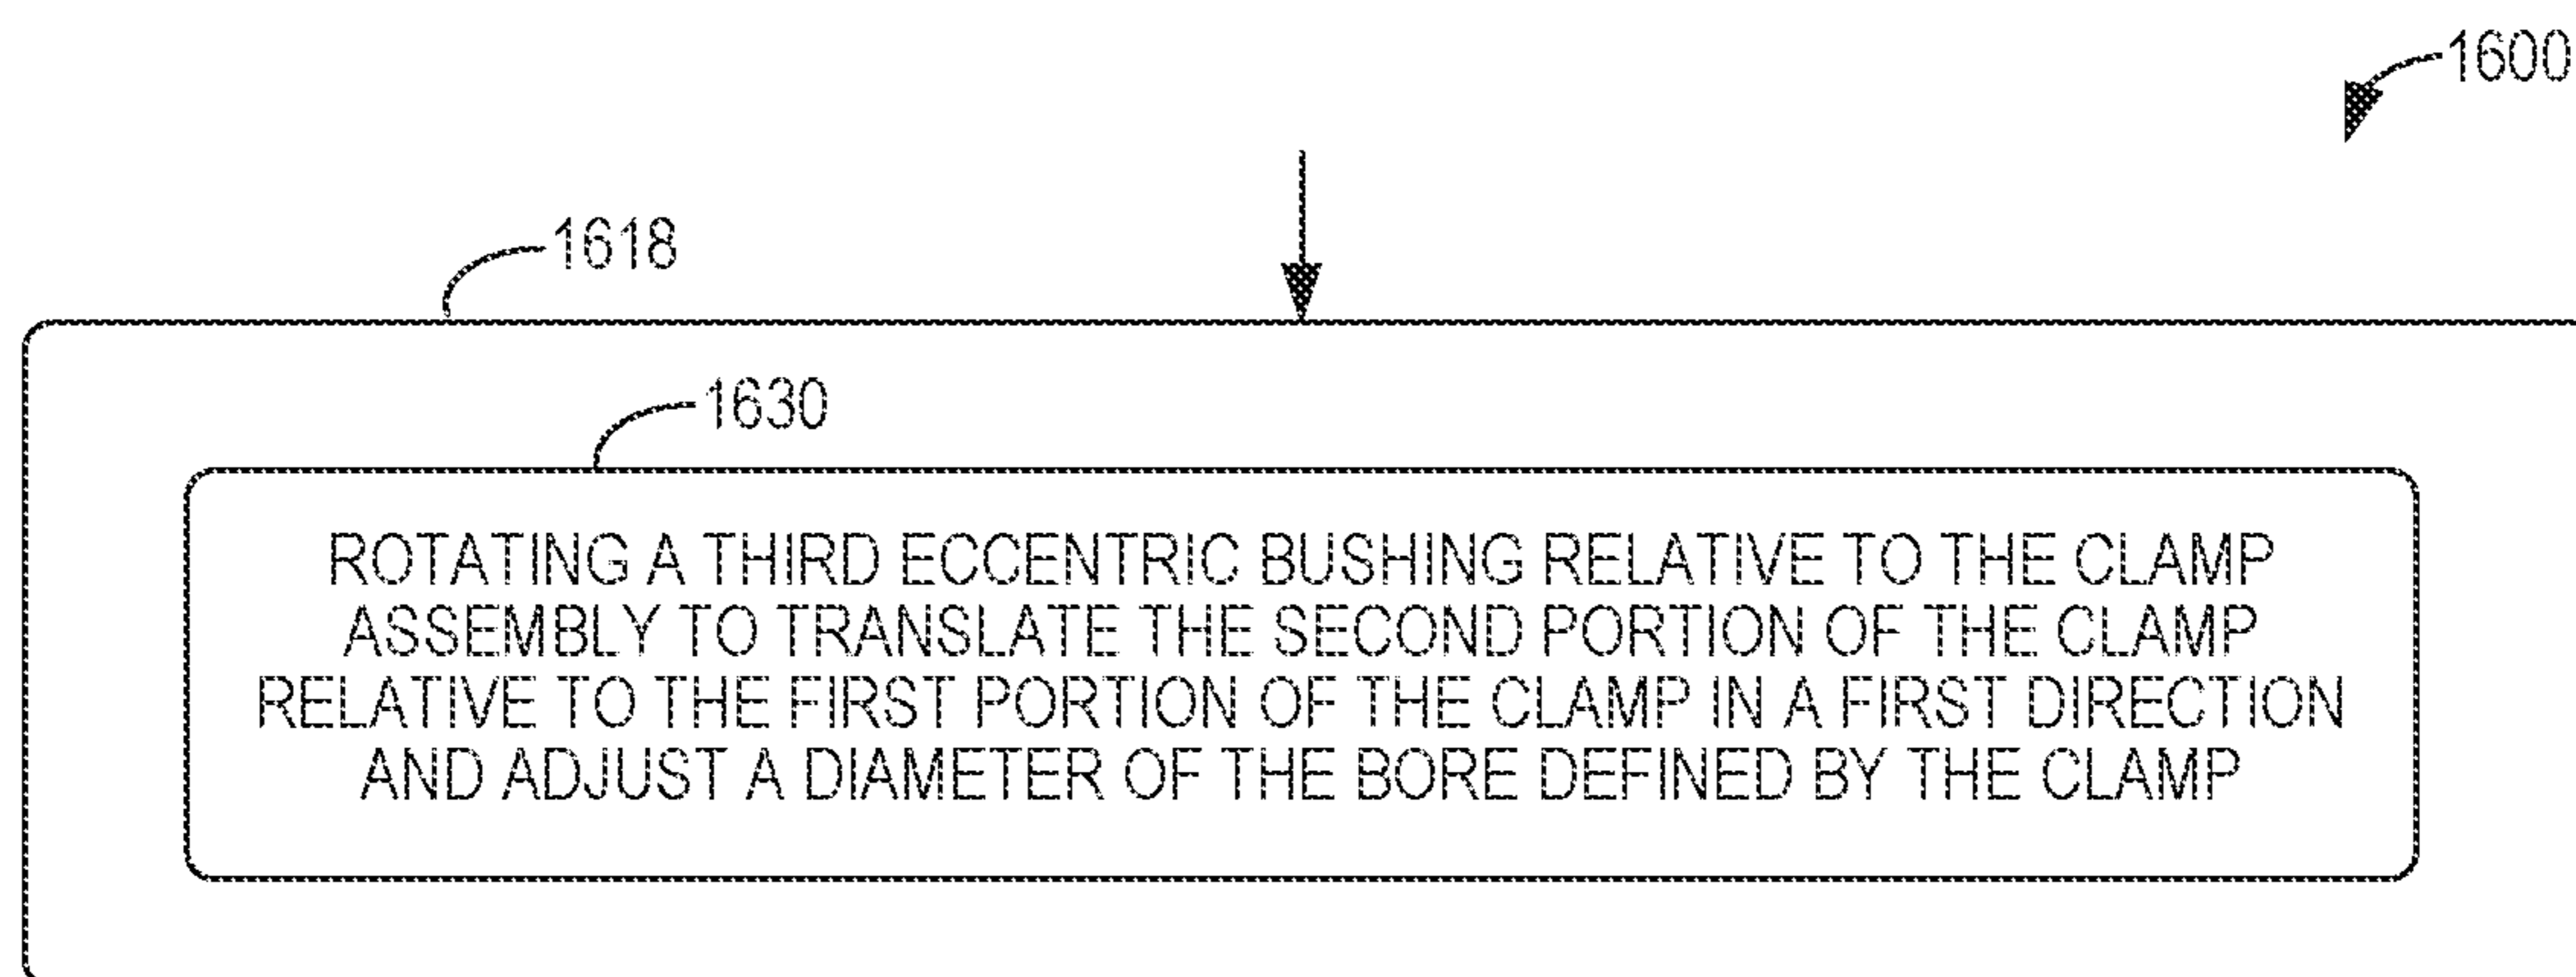 1600
1618
1630
ROTATING A THIRD ECCENTRIC BUSHING RELATIVE TO THE CLAMP
ASSEMBLY TO TRANSLATE THE SECOND PORTION OF THE CLAMP
RELATIVE TO THE FIRST PORTION OF THE CLAMP IN A FIRST DIRECTION
AND ADJUST A DIAMETER OF THE BORE DEFINED BY THE CLAMP